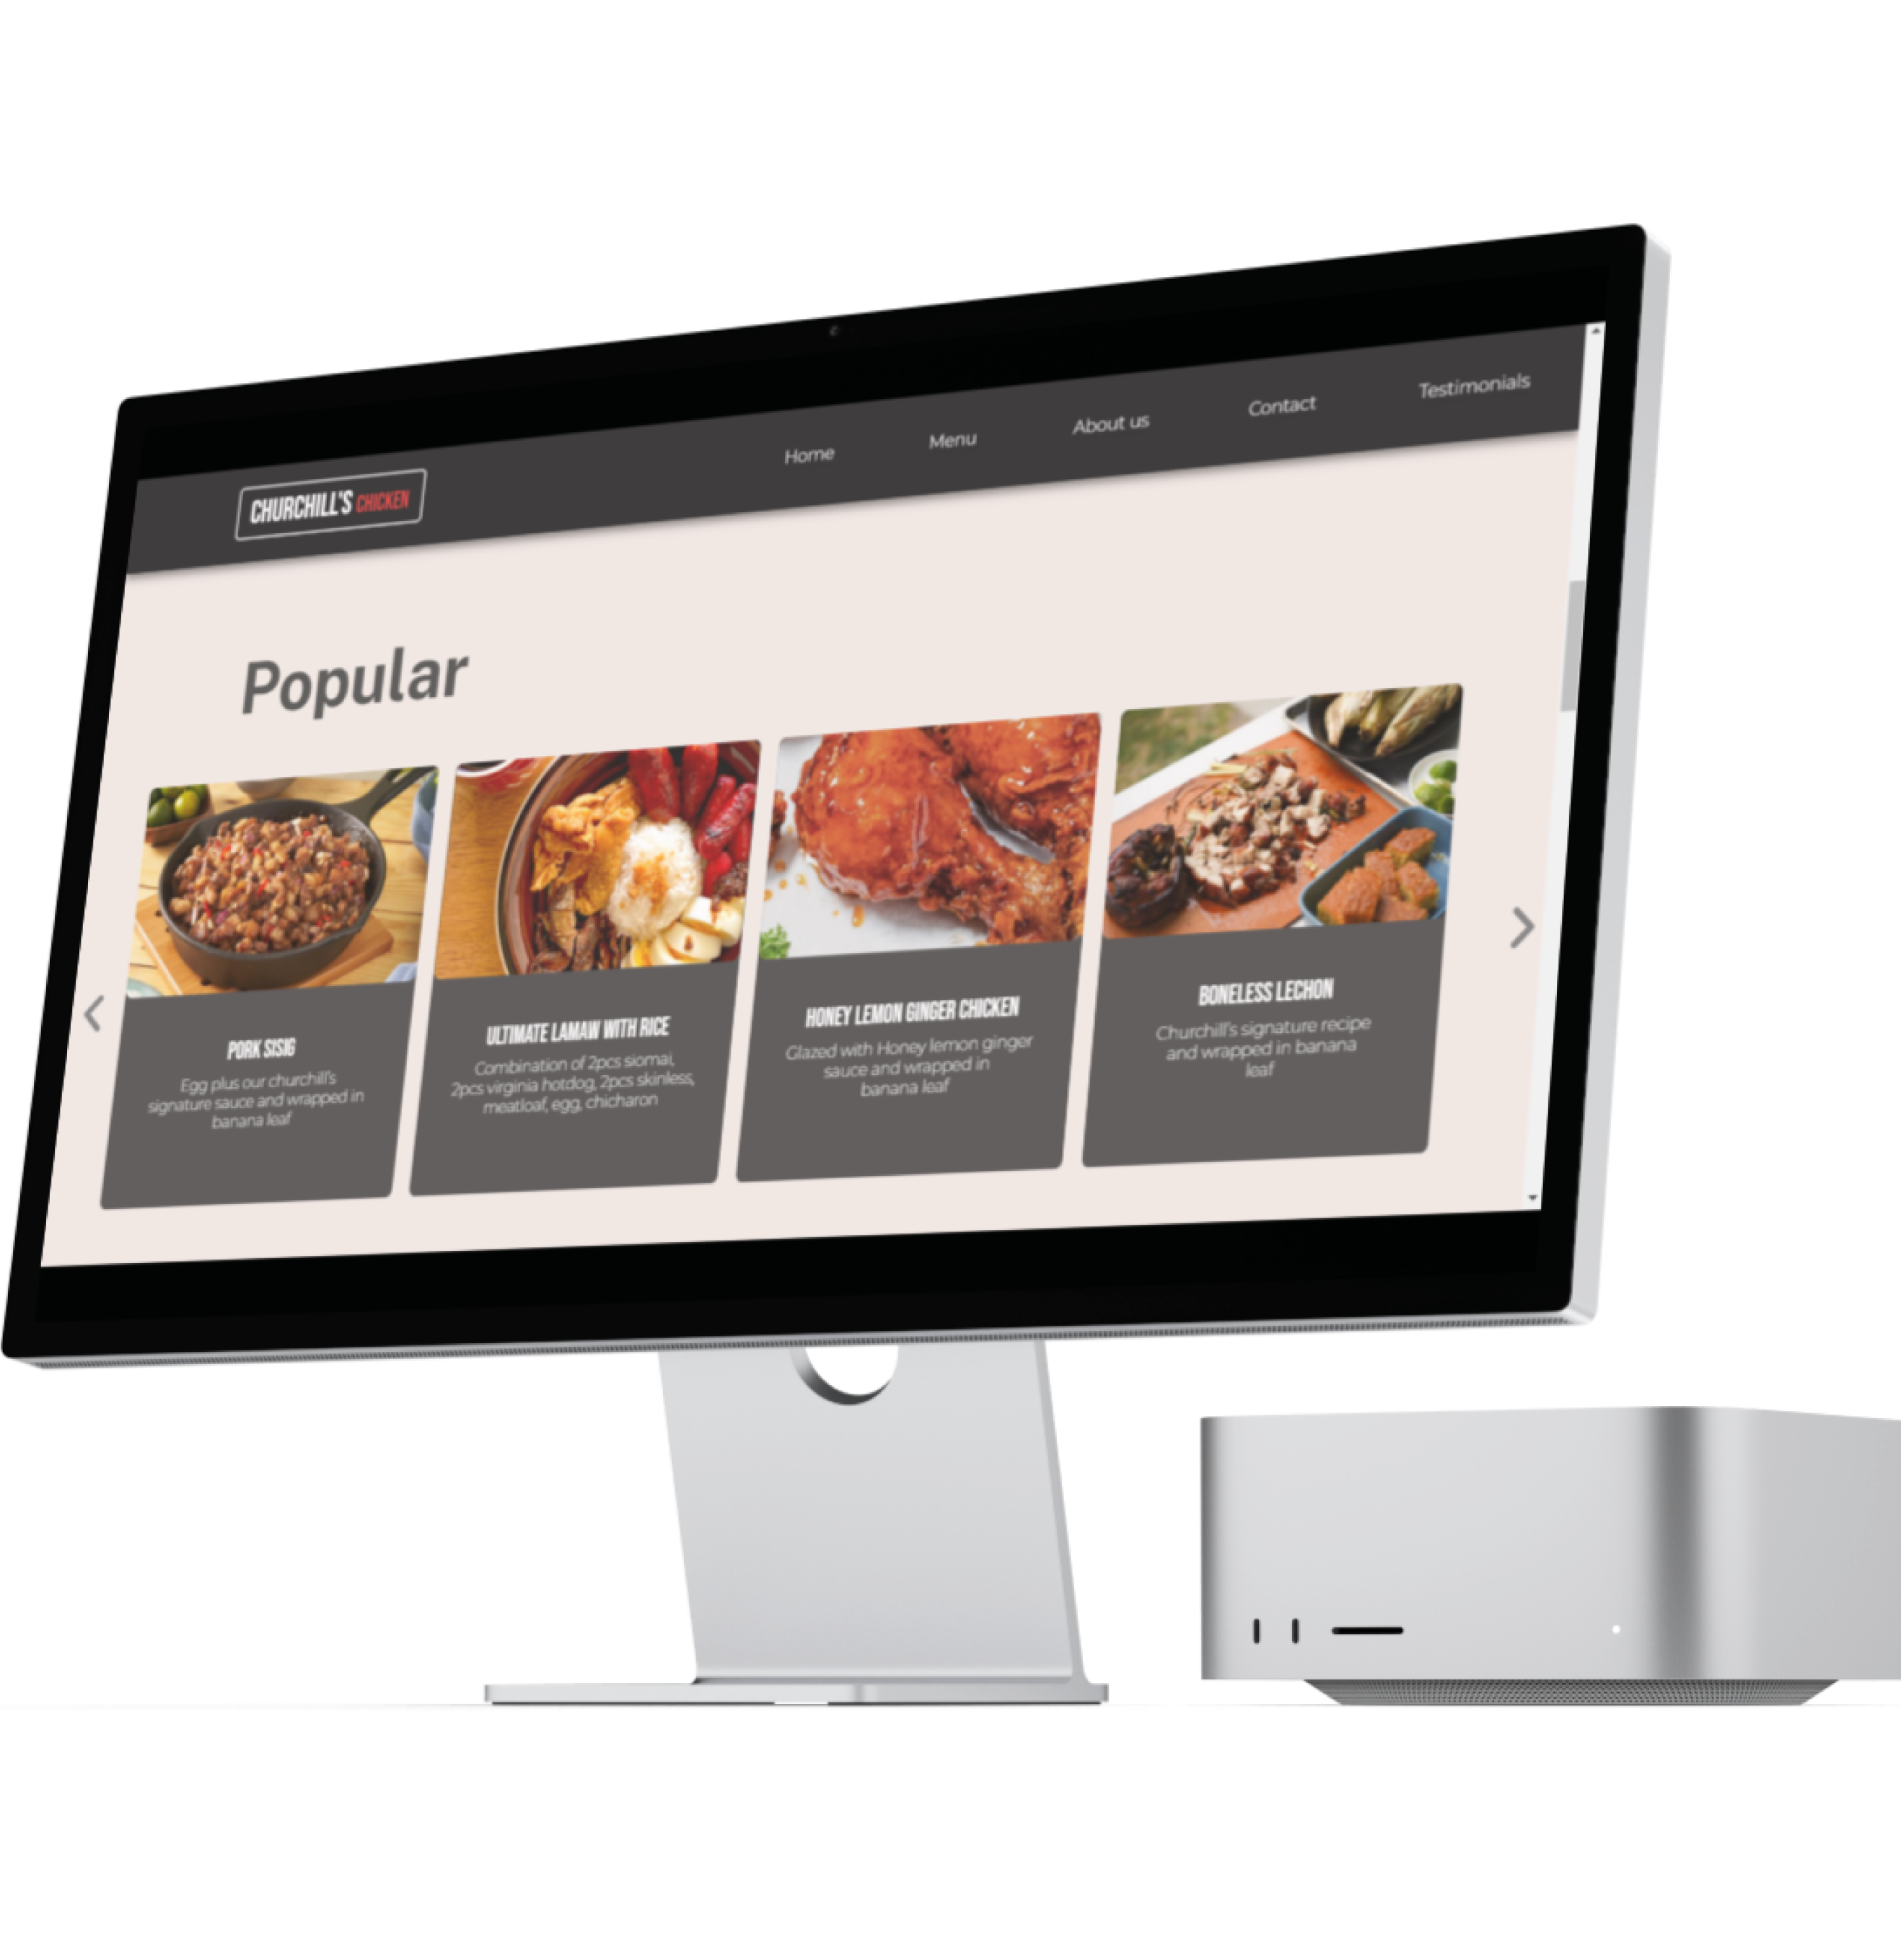 CHURCHILL'S CHICKEN
Home
Menu
About us
Contact
Testimonials
Popular
PORK SISIG
Egg plus our churchill's
signature sauce and wrapped in
banana leaf
ULTIMATE LAMAW WITH RICE
Combination of 2pcs siomai,
2pcs virginia hotdog, 2pcs skinless,
meatloaf, egg, chicharon
HONEY LEMON GINGER CHICKEN
Glazed with Honey lemon ginger
sauce and wrapped in
banana leaf
BONELESS LECHON
Churchill's signature recipe
and wrapped in banana
leaf